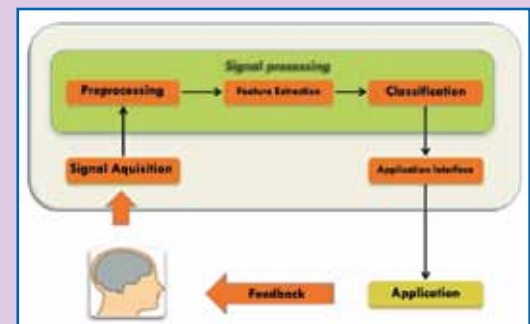 Signal processing
Preprocessing
Feature Extraction
Classification
Signal Aquisition
Application Interface
Feedback
Application